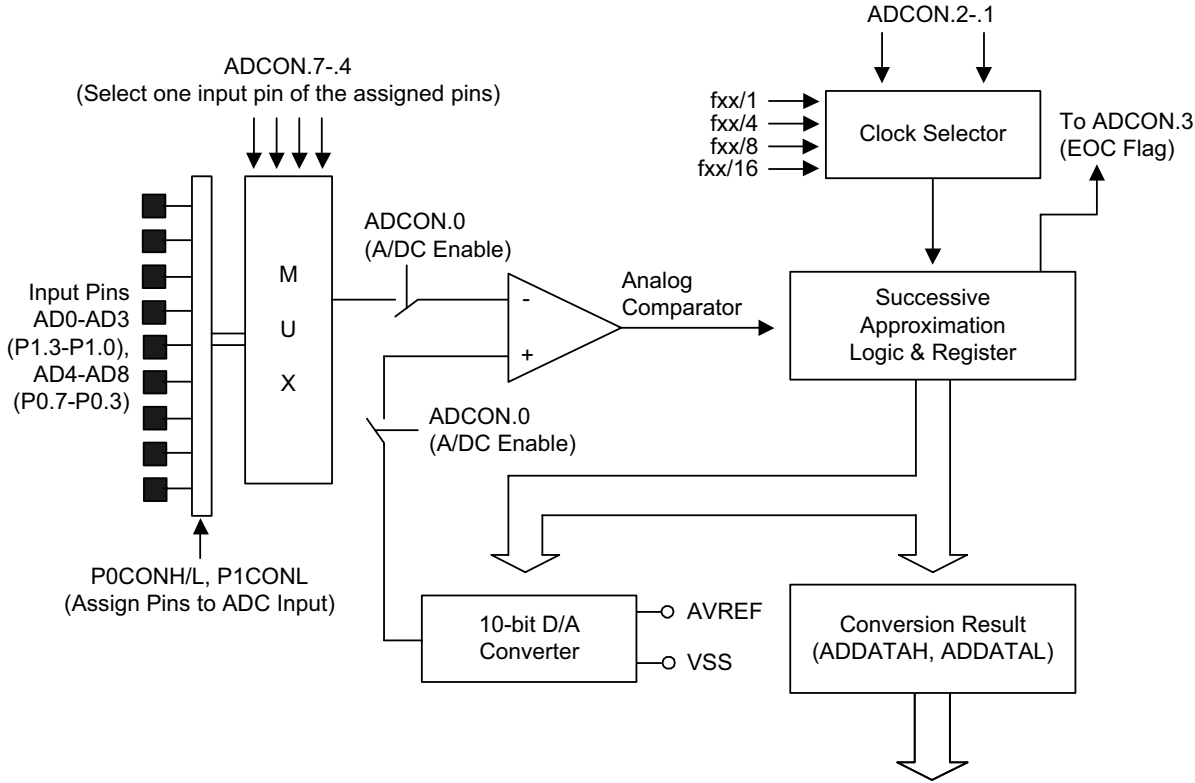 ADCON.2-.1
ADCON.7-.4
(Select one input pin of the assigned pins)
fxx/1
fxx/4
fxx/8
fxx/16
Clock Selector
To ADCON.3
(EOC Flag)
ADCON.0
(A/DC Enable)
M
U
X
Input Pins
AD0-AD3
(P1.3-P1.0),
AD4-AD8
(P0.7-P0.3)
-
+
Analog
Comparator
Successive
Approximation
Logic & Register
ADCON.0
(A/DC Enable)
P0CONH/L, P1CONL
(Assign Pins to ADC Input)
10-bit D/A
Converter
AVREF
VSS
Conversion Result
(ADDATAH, ADDATAL)